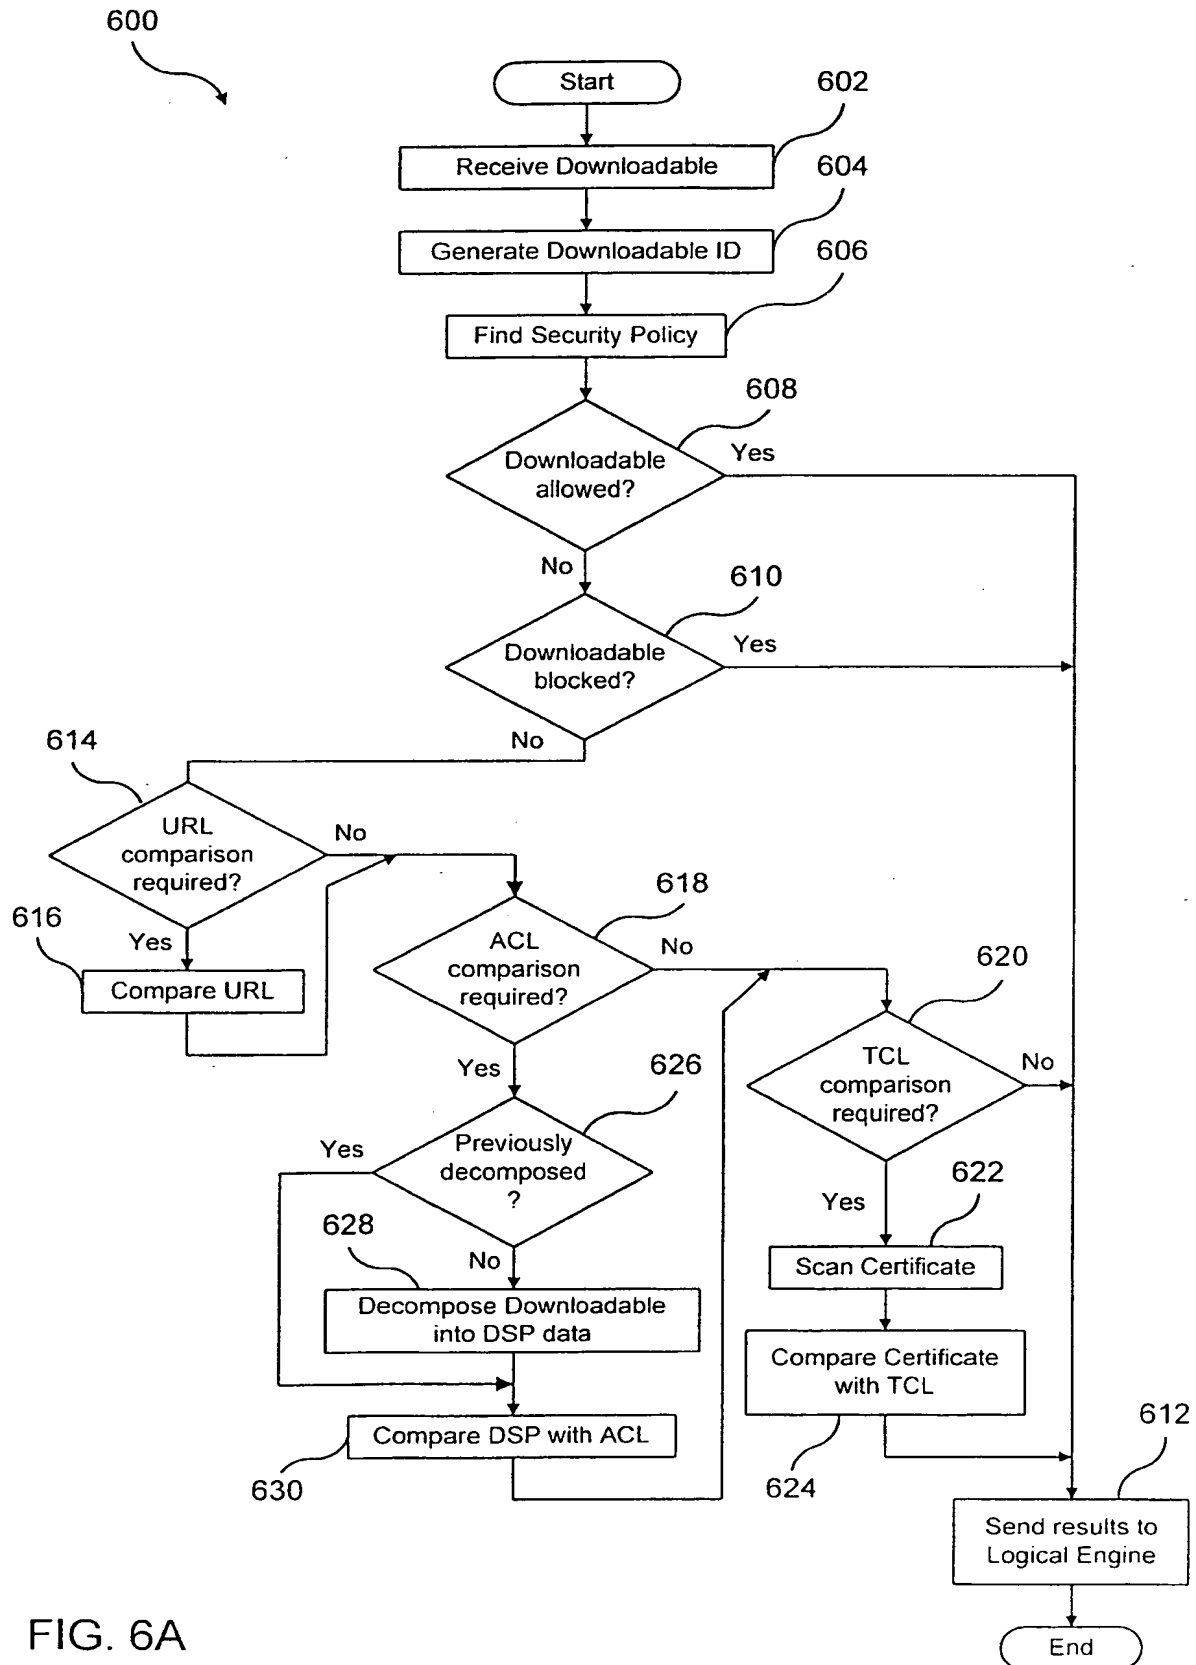 600
Start
602
Receive Downloadable
604
Generate Downloadable ID
606
Find Security Policy
608
Downloadable
allowed?
Yes
No
610
Downloadable
blocked?
Yes
No
614
URL
comparison
required?
No
616
Yes
Compare URL
618
ACL
comparison
required?
No
620
Yes
TCL
comparison
required?
No
626
Previously
decomposed
?
Yes
622
Yes
628
No
Scan Certificate
Decompose Downloadable
into DSP data
Compare Certificate
with TCL
612
Compare DSP with ACL
630
624
Send results to
Logical Engine
End
FIG. 6A